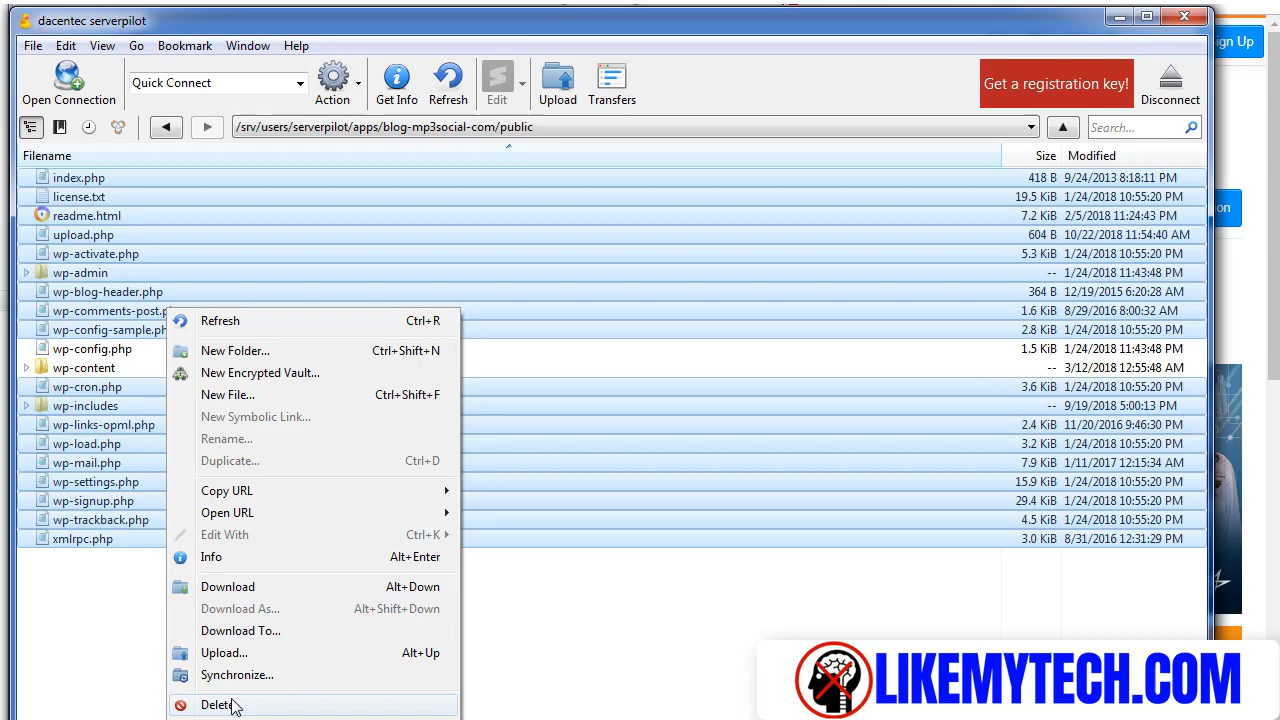 dacentec serverpilot
File Edit View Go Bookmark Window Help
Open Connection Quick Connect Action Get Info Refresh Edit Upload Transfers Get a registration key! Disconnect
/srv/users/serverpilot/apps/blog-mp3social-com/public Search...
Filename Size Modified
index.php 418 B 9/24/2013 8:18:11 PM
license.txt 19.5 KiB 1/24/2018 10:55:20 PM
readme.html 7.2 KiB 2/5/2018 11:24:43 PM
upload.php 604 B 10/22/2018 11:54:40 AM
wp-activate.php 5.3 KiB 1/24/2018 10:55:20 PM
wp-admin -- 1/24/2018 11:43:48 PM
wp-blog-header.php 364 B 12/19/2015 6:20:28 AM
wp-comments-post. 1.6 KiB 8/29/2016 8:00:32 AM
wp-config-sample.ph 2.8 KiB 1/24/2018 10:55:20 PM
wp-config.php 1.5 KiB 1/24/2018 11:43:48 PM
wp-content -- 3/12/2018 12:55:48 AM
wp-cron.php 3.6 KiB 1/24/2018 10:55:20 PM
wp-includes -- 9/19/2018 5:00:13 PM
wp-links-opml.php 2.4 KiB 11/20/2016 9:46:30 PM
wp-load.php 3.2 KiB 1/24/2018 10:55:20 PM
wp-mail.php 7.9 KiB 1/11/2017 12:15:34 AM
wp-settings.php 15.9 KiB 1/24/2018 10:55:20 PM
wp-signup.php 29.4 KiB 1/24/2018 10:55:20 PM
wp-trackback.php 4.5 KiB 1/24/2018 10:55:20 PM
xmlrpc.php 3.0 KiB 8/31/2016 12:31:29 PM
Refresh Ctrl+R
New Folder... Ctrl+Shift+N
New Encrypted Vault...
New File... Ctrl+Shift+F
New Symbolic Link...
Rename...
Duplicate... Ctrl+D
Copy URL
Open URL
Edit With Ctrl+K
Info Alt+Enter
Download Alt+Down
Download As... Alt+Shift+Down
Download To...
Upload... Alt+Up
Synchronize...
Delete
ign Up
on
LIKEMYTECH.COM